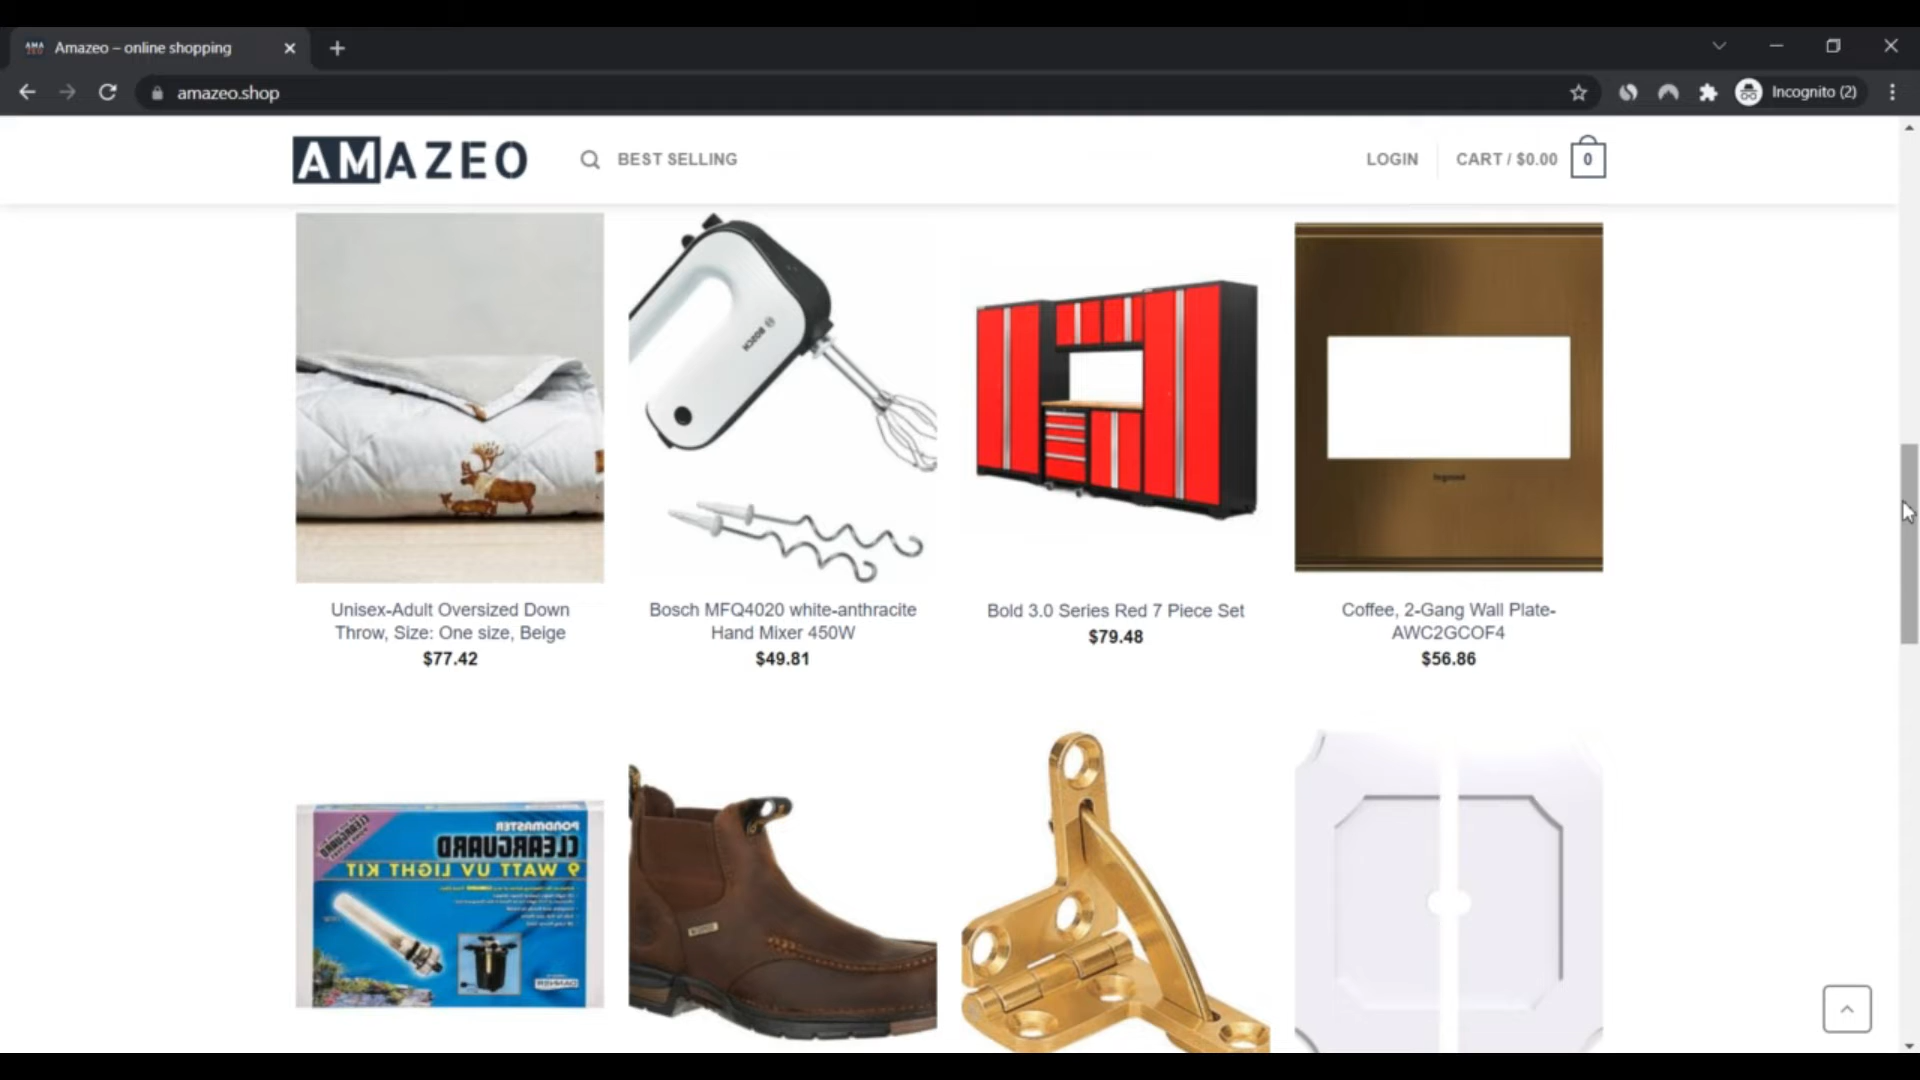 Amazeo – online shopping
amazeo.shop
Incognito (2)
AMAZEO
BEST SELLING
LOGIN
CART / $0.00
0
BOSCH
legrand
Unisex-Adult Oversized Down
Throw, Size: One size, Beige
$77.42
Bosch MFQ4020 white-anthracite
Hand Mixer 450W
$49.81
Bold 3.0 Series Red 7 Piece Set
$79.48
Coffee, 2-Gang Wall Plate-
AWC2GCOF4
$56.86
PONDMASTER
CLEARGUARD
9 WATT UV LIGHT KIT
DANNER